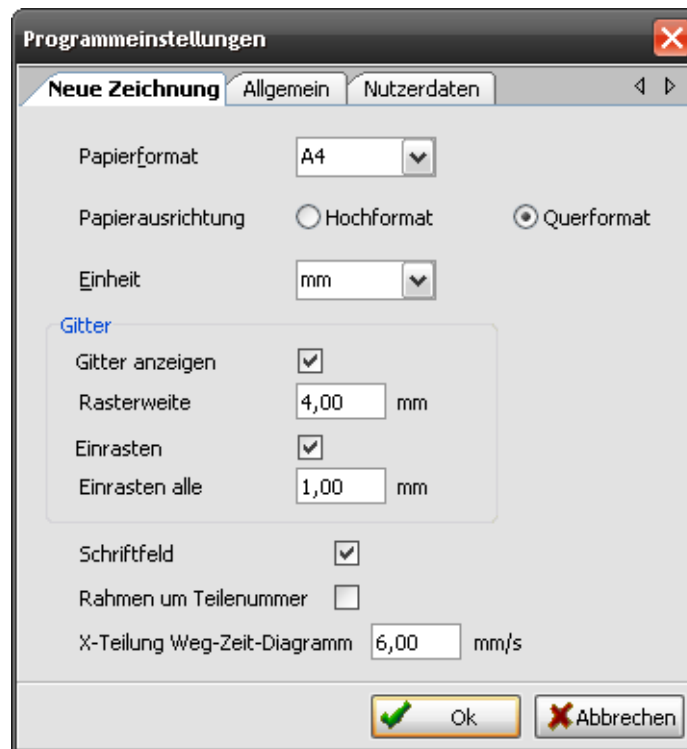 Programmeinstellungen
Neue Zeichnung Allgemein Nutzerdaten
Papierformat A4
Papierausrichtung Hochformat Querformat
Einheit mm
Gitter
Gitter anzeigen
Rasterweite 4,00 mm
Einrasten
Einrasten alle 1,00 mm
Schriftfeld
Rahmen um Teilenummer
X-Teilung Weg-Zeit-Diagramm 6,00 mm/s
Ok Abbrechen